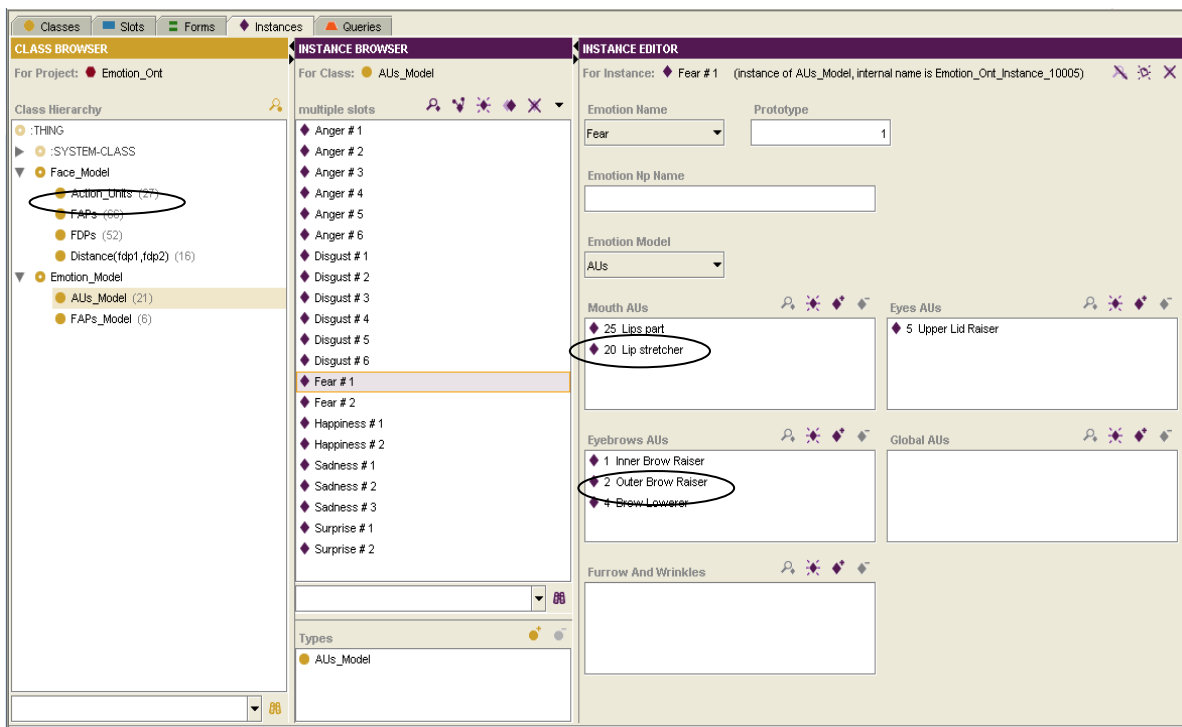 Classes Slots Forms Instances Queries
CLASS BROWSER
For Project: Emotion_Ont
Class Hierarchy
:THING
:SYSTEM-CLASS
Face_Model
Action_Units (27)
FAPs (66)
FDPs (52)
Distance(fdp1,fdp2) (16)
Emotion_Model
AUs_Model (21)
FAPs_Model (6)
INSTANCE BROWSER
For Class: AUs_Model
multiple slots
Anger # 1
Anger # 2
Anger # 3
Anger # 4
Anger # 5
Anger # 6
Disgust # 1
Disgust # 2
Disgust # 3
Disgust # 4
Disgust # 5
Disgust # 6
Fear # 1
Fear # 2
Happiness # 1
Happiness # 2
Sadness # 1
Sadness # 2
Sadness # 3
Surprise # 1
Surprise # 2
Types
AUs_Model
INSTANCE EDITOR
For Instance: Fear # 1 (instance of AUs_Model, internal name is Emotion_Ont_Instance_10005)
Emotion Name Prototype
Fear 1
Emotion Np Name
Emotion Model
AUs
Mouth AUs
25 Lips part
20 Lip stretcher
Eyes AUs
5 Upper Lid Raiser
Eyebrows AUs
1 Inner Brow Raiser
2 Outer Brow Raiser
4 Brow Lowerer
Global AUs
Furrow And Wrinkles